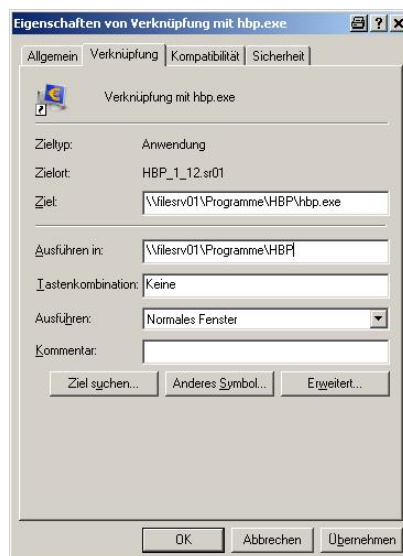 Eigenschaften von Verknüpfung mit hbp.exe
Allgemein Verknüpfung Kompatibilität Sicherheit
Verknüpfung mit hbp.exe
Zieltyp: Anwendung
Zielort: HBP_1_12.sr01
Ziel: \\filesrv01\Programme\HBP\hbp.exe
Ausführen in: \\filesrv01\Programme\HBP
Tastenkombination: Keine
Ausführen: Normales Fenster
Kommentar:
Ziel suchen... Anderes Symbol... Erweitert...
OK Abbrechen Übernehmen